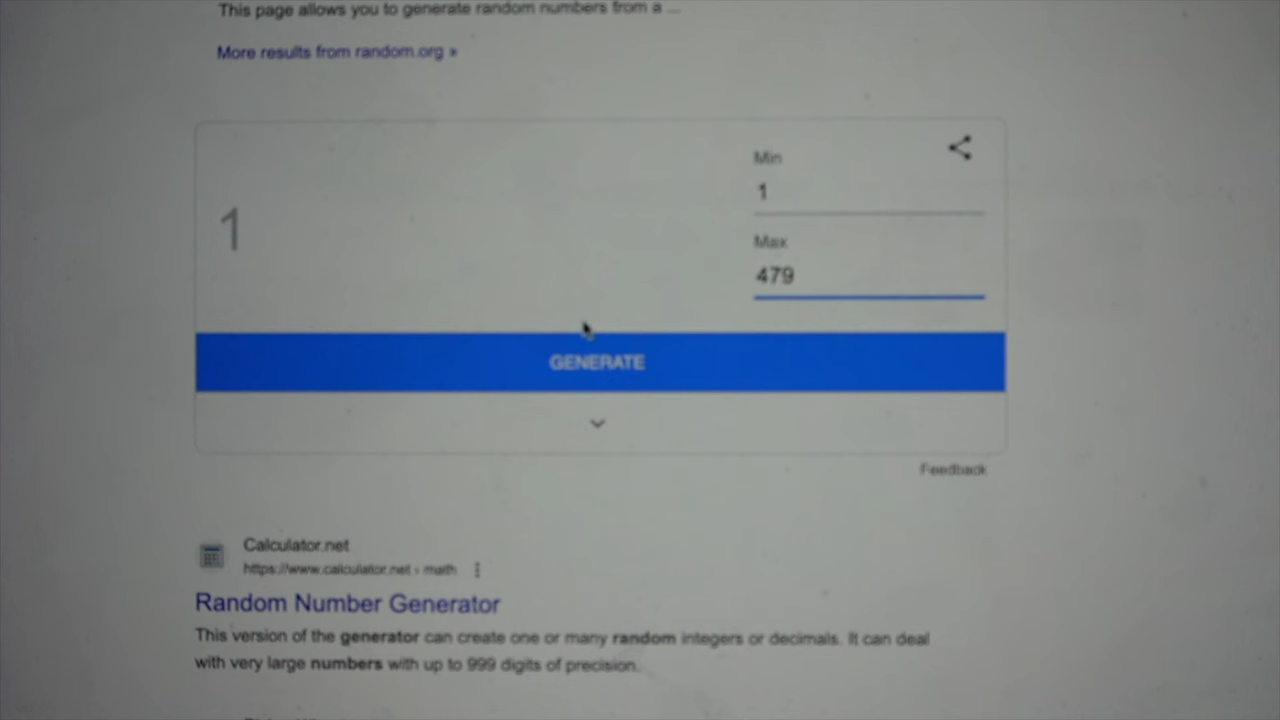 This page allows you to generate random numbers from a ...
More results from random.org »
Min
1
1
Max
479
GENERATE
Feedback
Calculator.net
https://www.calculator.net › math
Random Number Generator
This version of the generator can create one or many random integers or decimals. It can deal
with very large numbers with up to 999 digits of precision.